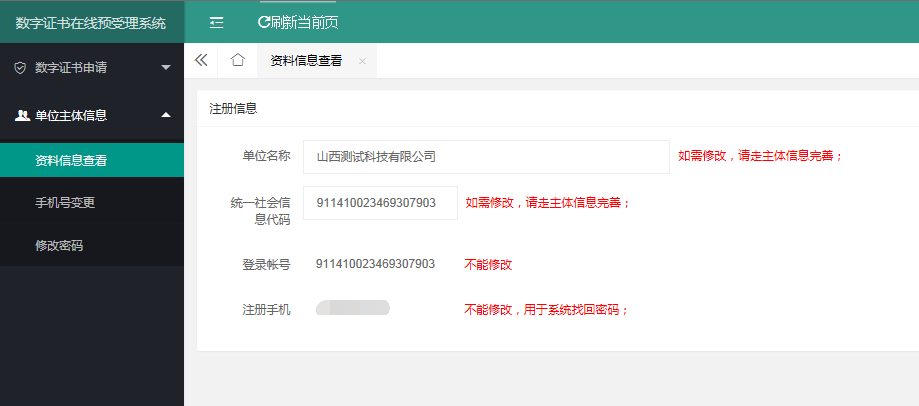 数字证书在线预受理系统
刷新当前页
数字证书申请
资料信息查看
单位主体信息
注册信息
资料信息查看
单位名称 山西测试科技有限公司 如需修改，请走主体信息完善；
手机号变更
统一社会信 911410023469307903 如需修改，请走主体信息完善；
息代码
修改密码
登录帐号 911410023469307903 不能修改
注册手机 不能修改，用于系统找回密码；